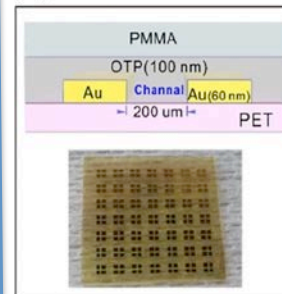 PMMA
OTP(100 nm)
Au Channal Au(60 nm)
200 um
PET